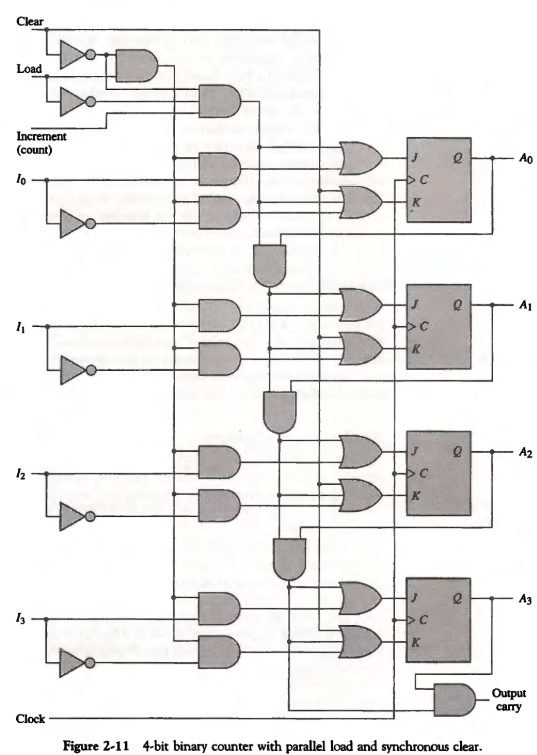 Clear
Load
Increment
(count)
J Q A0
I0
C
K
J Q A1
I1
C
K
J Q A2
I2
C
K
J Q A3
I3
C
K
Output
carry
Clock
Figure 2-11 4-bit binary counter with parallel load and synchronous clear.